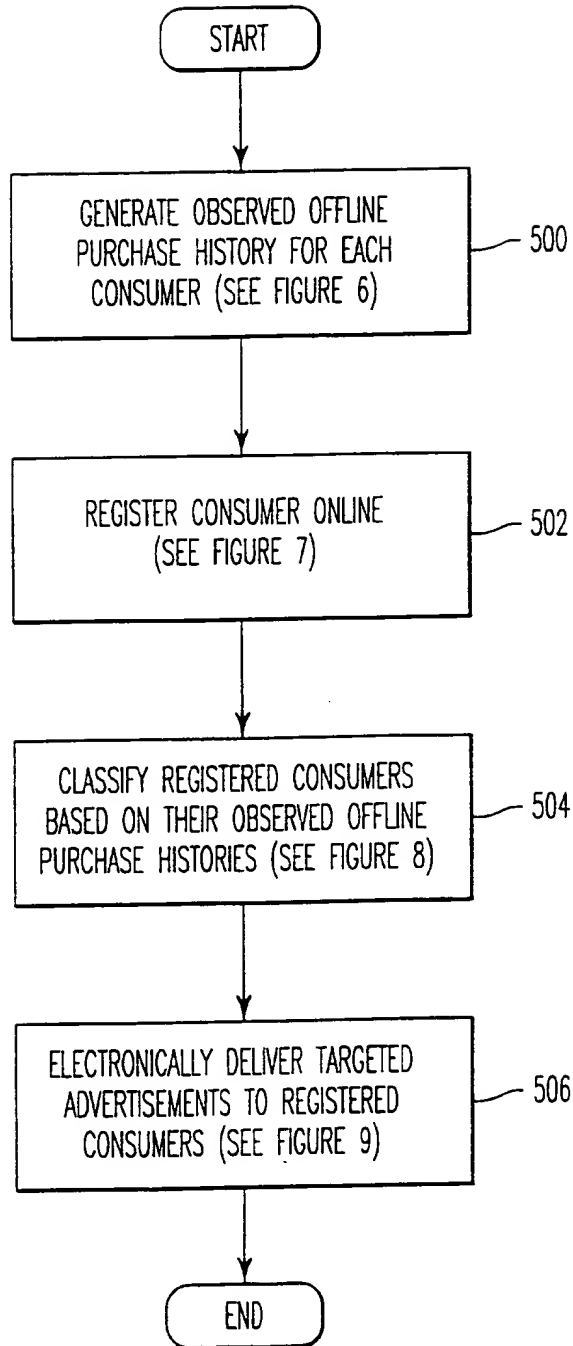 START
GENERATE OBSERVED OFFLINE
PURCHASE HISTORY FOR EACH
CONSUMER (SEE FIGURE 6)
500
REGISTER CONSUMER ONLINE
(SEE FIGURE 7)
502
CLASSIFY REGISTERED CONSUMERS
BASED ON THEIR OBSERVED OFFLINE
PURCHASE HISTORIES (SEE FIGURE 8)
504
ELECTRONICALLY DELIVER TARGETED
ADVERTISEMENTS TO REGISTERED
CONSUMERS (SEE FIGURE 9)
506
END